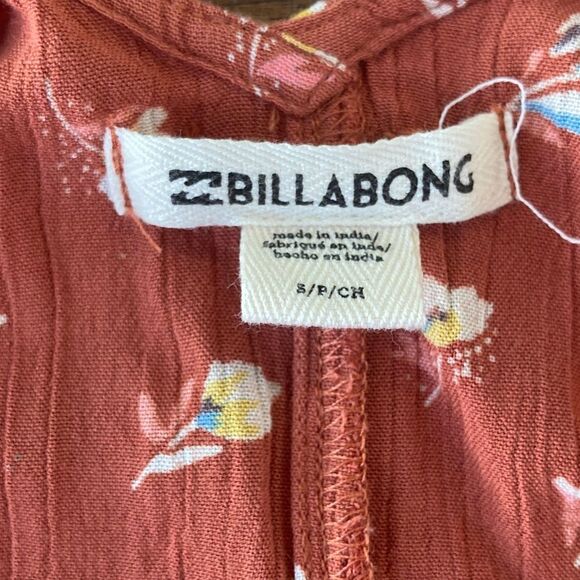 BILLABONG
made in india/
fabriqué en inde/
hecho en india
S/P/CH